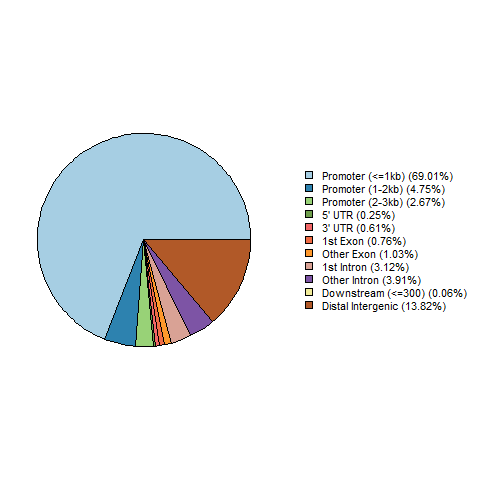 Promoter (<=1kb) (69.01%)
Promoter (1-2kb) (4.75%)
Promoter (2-3kb) (2.67%)
5' UTR (0.25%)
3' UTR (0.61%)
1st Exon (0.76%)
Other Exon (1.03%)
1st Intron (3.12%)
Other Intron (3.91%)
Downstream (<=300) (0.06%)
Distal Intergenic (13.82%)